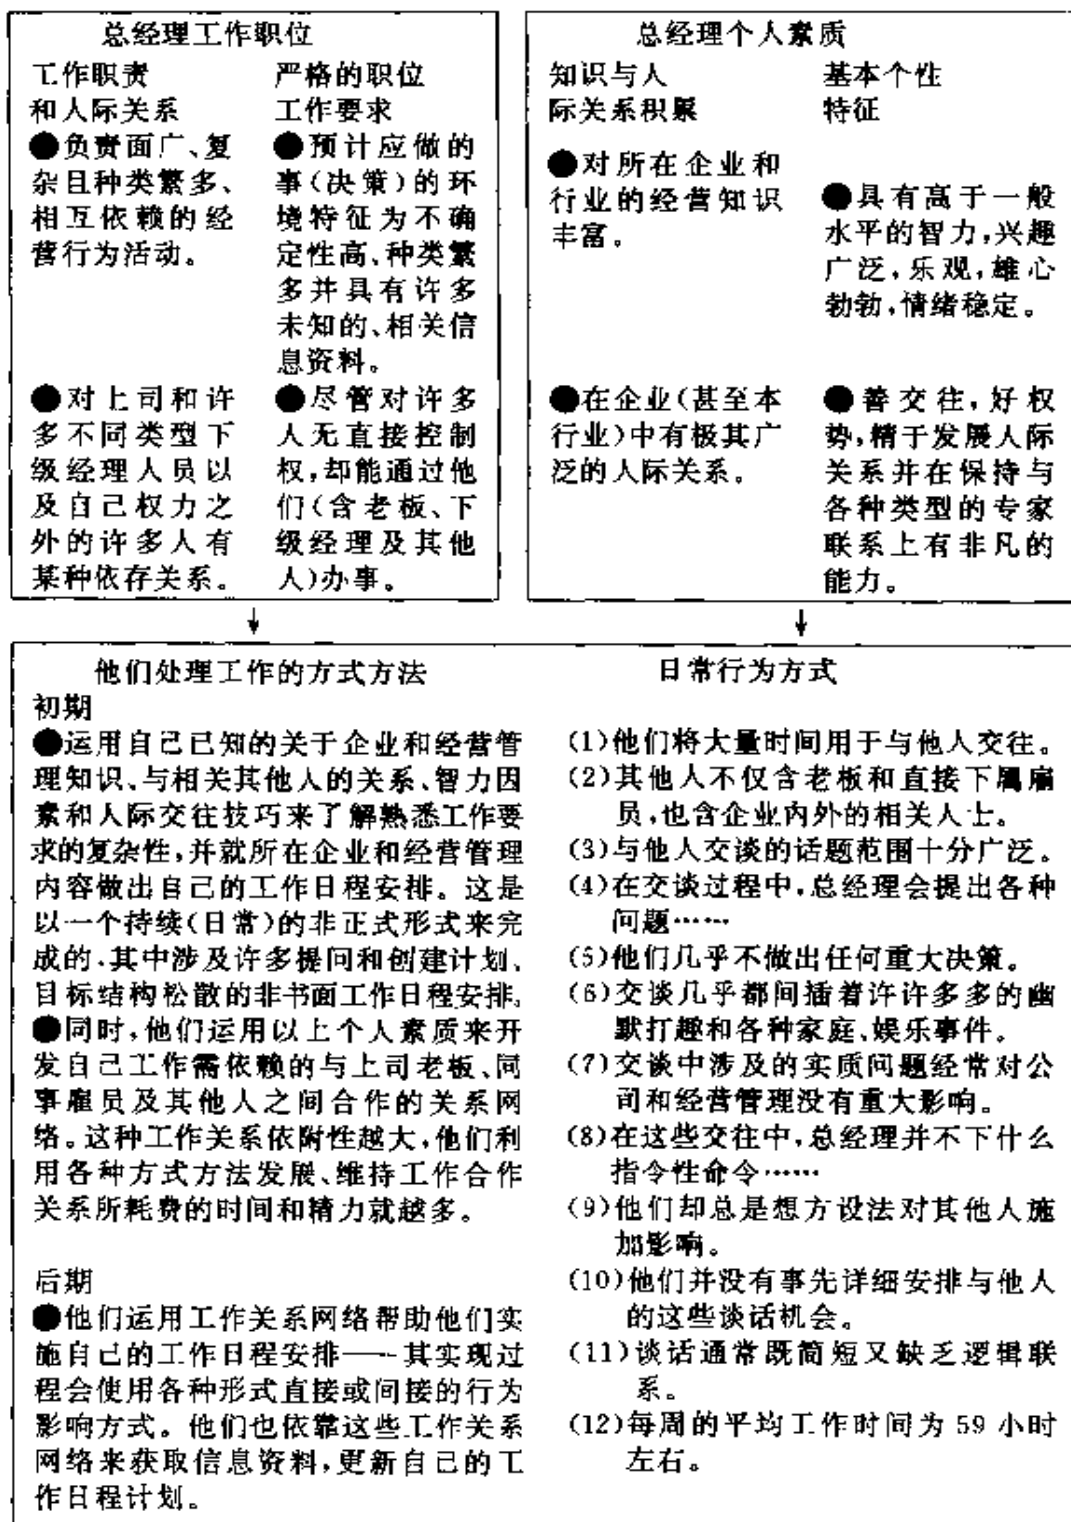 总经理工作职位
工作职责
和人际关系
●负责面广、复
杂且种类繁多、
相互依赖的经
营行为活动。
●对上司和许
多不同类型下
级经理人员以
及自己权力之
外的许多人有
某种依存关系。
严格的职位
工作要求
●预计应做的
事(决策)的环
境特征为不确
定性高、种类繁
多并具有许多
未知的、相关信
息资料。
●尽管对许多
人无直接控制
权,却能通过他
们(含老板、下
级经理及其他
人)办事。
总经理个人素质
知识与人
际关系积累
●对所在企业和
行业的经营知识
丰富。
●在企业(甚至本
行业)中有极其广
泛的人际关系。
基本个性
特征
●具有高于一般
水平的智力,兴趣
广泛,乐观,雄心
勃勃,情绪稳定。
●善交往,好权
势,精于发展人际
关系并在保持与
各种类型的专家
联系上有非凡的
能力。
他们处理工作的方式方法
初期
●运用自己已知的关于企业和经营管
理知识、与相关其他人的关系、智力因
素和人际交往技巧来了解熟悉工作要
求的复杂性,并就所在企业和经营管理
内容做出自己的工作日程安排。这是
以一个持续(日常)的非正式形式来完
成的.其中涉及许多提问和创建计划、
目标结构松散的非书面工作日程安排。
●同时,他们运用以上个人素质来开
发自己工作需依赖的与上司老板、同
事雇员及其他人之间合作的关系网
络。这种工作关系依附性越大,他们利
用各种方式方法发展、维持工作合作
关系所耗费的时间和精力就越多。
后期
●他们运用工作关系网络帮助他们实
施自己的工作日程安排——其实现过
程会使用各种形式直接或间接的行为
影响方式。他们也依靠这些工作关系
网络来获取信息资料,更新自己的工
作日程计划。
日常行为方式
(1)他们将大量时间用于与他人交往。
(2)其他人不仅含老板和直接下属雇
员,也含企业内外的相关人士。
(3)与他人交谈的话题范围十分广泛。
(4)在交谈过程中,总经理会提出各种
问题……
(5)他们几乎不做出任何重大决策。
(6)交谈几乎都间插着许许多多的幽
默打趣和各种家庭、娱乐事件。
(7)交谈中涉及的实质问题经常对公
司和经营管理没有重大影响。
(8)在这些交往中,总经理并不下什么
指令性命令……
(9)他们却总是想方设法对其他人施
加影响。
(10)他们并没有事先详细安排与他人
的这些谈话机会。
(11)谈话通常既简短又缺乏逻辑联
系。
(12)每周的平均工作时间为 59 小时
左右。